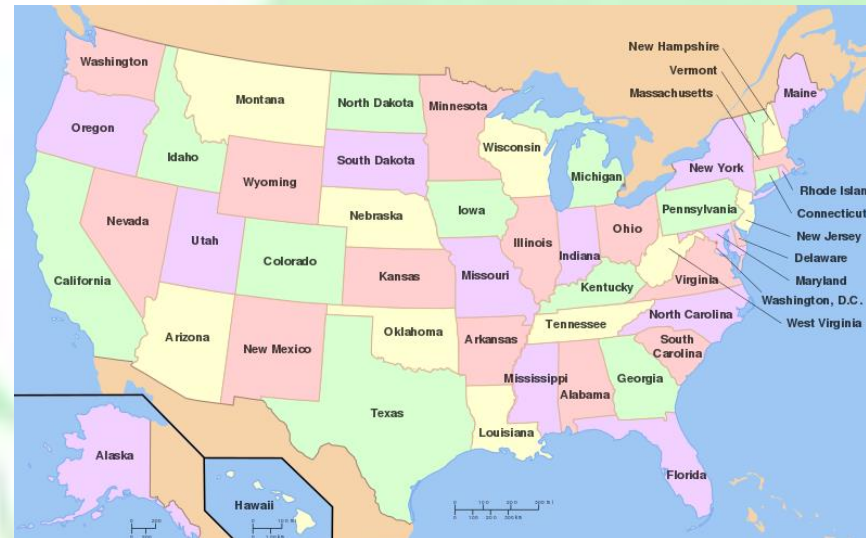 New Hampshire
Vermont
Massachusetts
Washington
Montana
North Dakota
Minnesota
Maine
Oregon
Idaho
Wisconsin
South Dakota
New York
Michigan
Wyoming
Rhode Islan
Nebraska
Iowa
Pennsylvania
Connecticut
Nevada
Ohio
New Jersey
Utah
Illinois
Indiana
Colorado
Delaware
California
Kansas
Missouri
Maryland
Kentucky
Virginia
Washington, D.C.
West Virginia
North Carolina
Tennessee
Arizona
Oklahoma
New Mexico
Arkansas
South
Carolina
Mississippi
Alabama
Georgia
Texas
Louisiana
Alaska
Florida
Hawaii